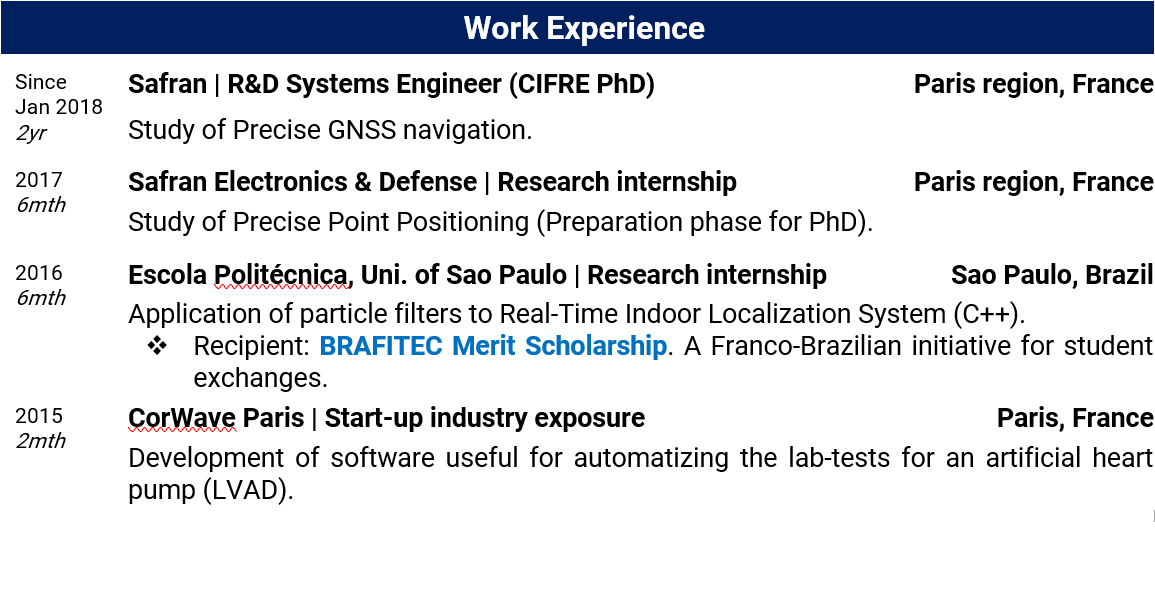 Work Experience
Since
Jan 2018
2yr
Safran | R&D Systems Engineer (CIFRE PhD) Paris region, France
Study of Precise GNSS navigation.
2017
6mth
Safran Electronics & Defense | Research internship Paris region, France
Study of Precise Point Positioning (Preparation phase for PhD).
2016
6mth
Escola Politécnica, Uni. of Sao Paulo | Research internship Sao Paulo, Brazil
Application of particle filters to Real-Time Indoor Localization System (C++).
❖ Recipient: BRAFITEC Merit Scholarship. A Franco-Brazilian initiative for student
exchanges.
2015
2mth
CorWave Paris | Start-up industry exposure Paris, France
Development of software useful for automatizing the lab-tests for an artificial heart
pump (LVAD).